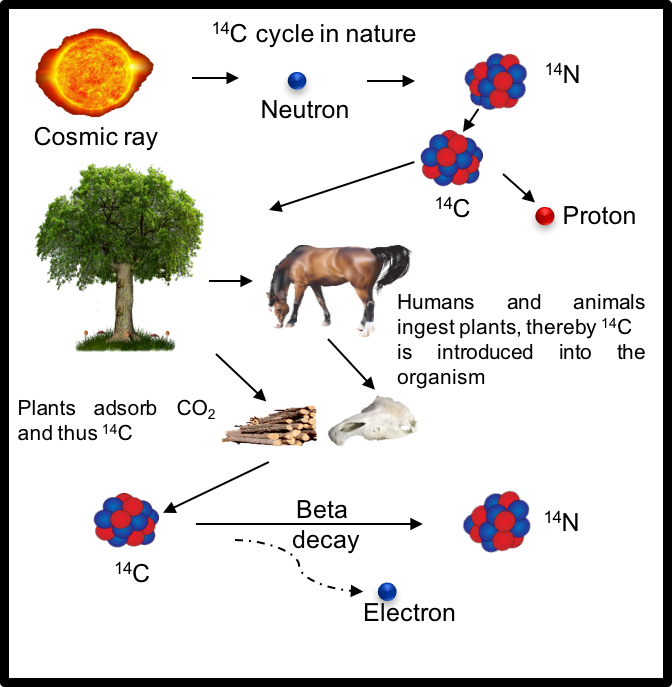 ¹⁴C cycle in nature
Cosmic ray
Neutron
¹⁴N
¹⁴C
Proton
Humans and animals
ingest plants, thereby ¹⁴C
is introduced into the
organism
Plants adsorb CO₂
and thus ¹⁴C
¹⁴C
Beta
decay
¹⁴N
Electron